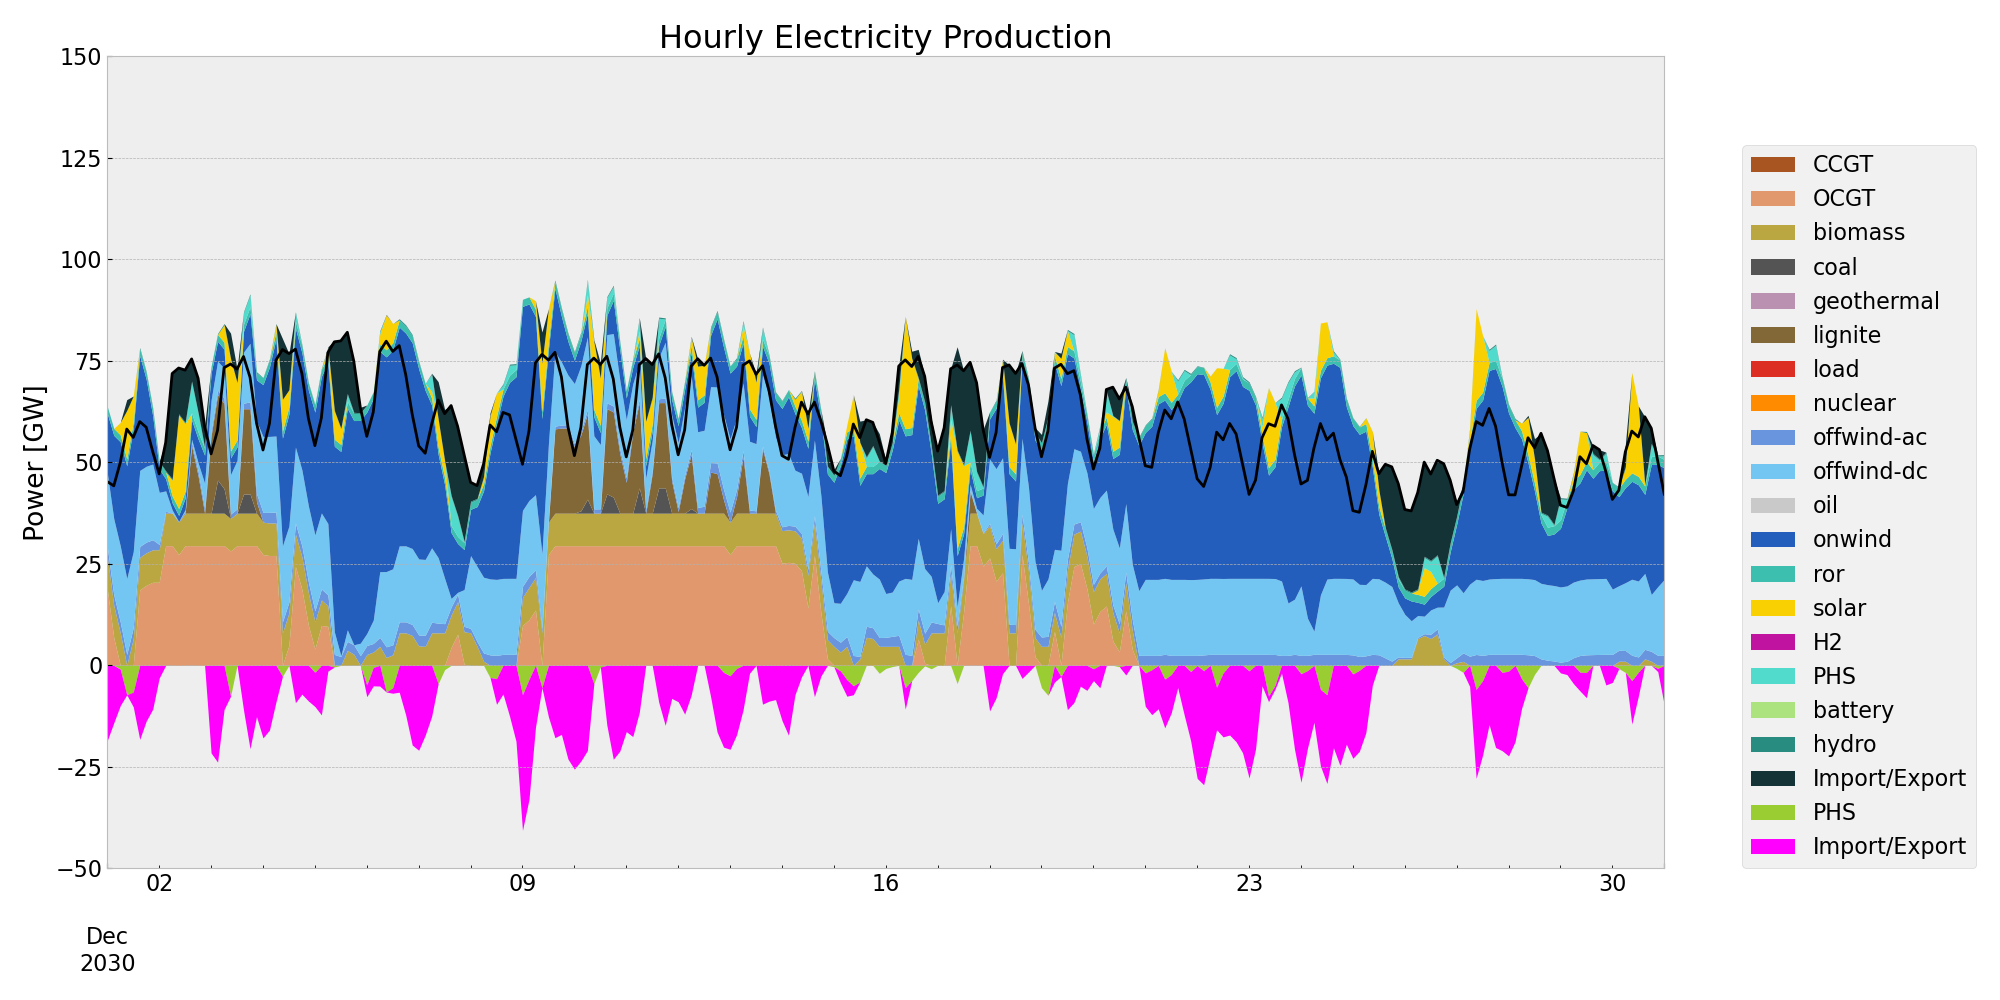 Hourly Electricity Production
Power [GW]
150
125
100
75
50
25
0
−25
−50
02
09
16
23
30
Dec
2030
CCGT
OCGT
biomass
coal
geothermal
lignite
load
nuclear
offwind-ac
offwind-dc
oil
onwind
ror
solar
H2
PHS
battery
hydro
Import/Export
PHS
Import/Export